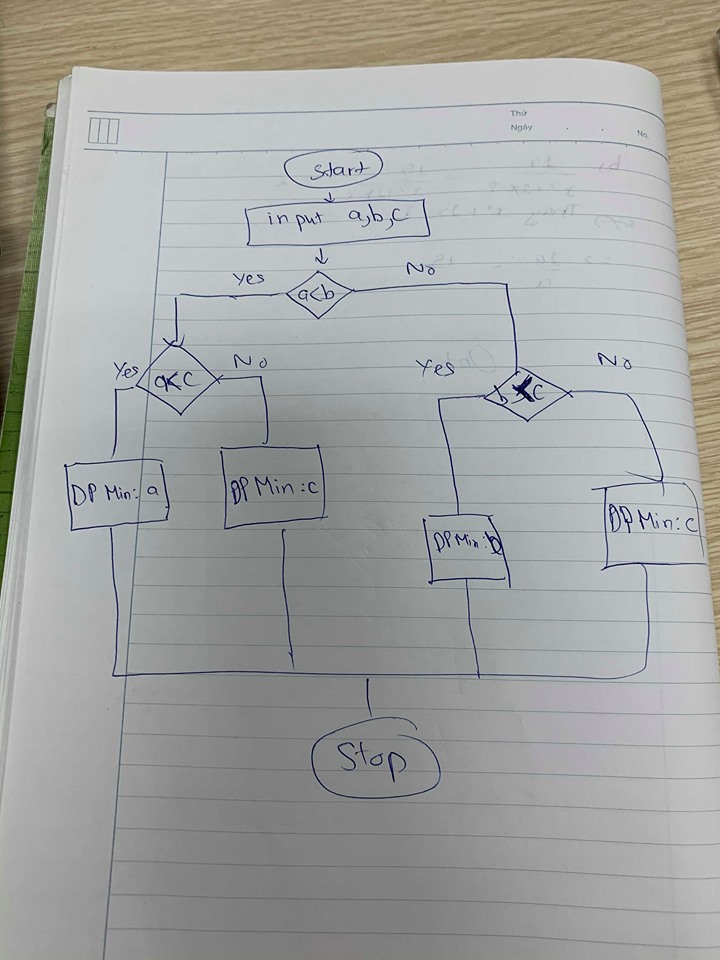 Thứ
Ngày
No.
Start
input a,b,c
Yes
a<b
No
Yes
a<c
No
Yes
b<c
No
DP Min: a
DP Min: c
DP Min: b
DP Min: c
Stop